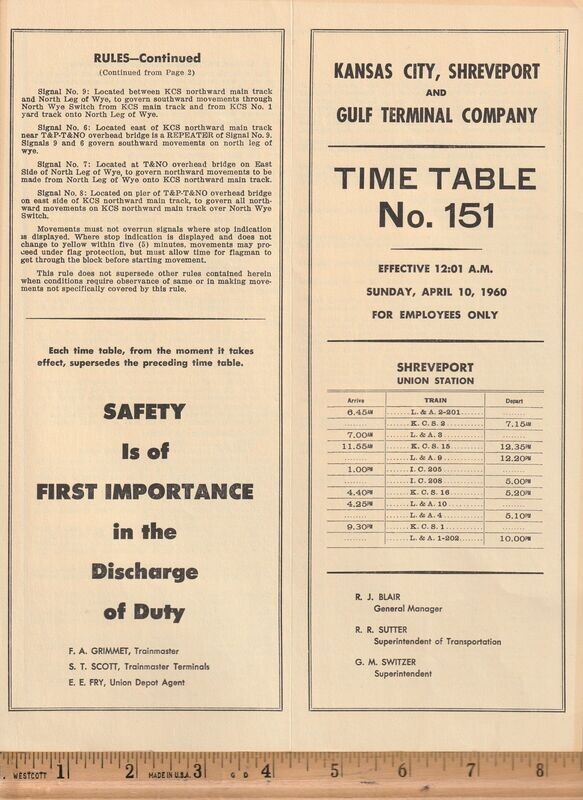 RULES—Continued
(Continued from Page 2)
Signal No. 9: Located between KCS northward main track
and North Leg of Wye, to govern southward movements through
North Wye Switch from KCS main track and from KCS No. 1
yard track onto North Leg of Wye.
Signal No. 6: Located east of KCS northward main track
near T&P-T&NO overhead bridge is a REPEATER of Signal No. 9.
Signals 9 and 6 govern southward movements on north leg of
wye.
Signal No. 7: Located at T&NO overhead bridge on East
Side of North Leg of Wye, to govern northward movements to be
made from North Leg of Wye onto KCS northward main track.
Signal No. 8: Located on pier of T&P-T&NO overhead bridge
on east side of KCS northward main track, to govern all north-
ward movements on KCS northward main track over North Wye
Switch.
Movements must not overrun signals where stop indication
is displayed. Where stop indication is displayed and does not
change to yellow within five (5) minutes, movements may pro-
ceed under flag protection, but must allow time for flagman to
get through the block before starting movement.
This rule does not supersede other rules contained herein
when conditions require observance of same or in making move-
ments not specifically covered by this rule.
Each time table, from the moment it takes
effect, supersedes the preceding time table.
SAFETY
Is of
FIRST IMPORTANCE
in the
Discharge
of Duty
F. A. GRIMMET, Trainmaster
S. T. SCOTT, Trainmaster Terminals
E. E. FRY, Union Depot Agent
KANSAS CITY, SHREVEPORT
AND
GULF TERMINAL COMPANY
TIME TABLE
No. 151
EFFECTIVE 12:01 A.M.
SUNDAY, APRIL 10, 1960
FOR EMPLOYEES ONLY
SHREVEPORT
UNION STATION
Arrive TRAIN Depart
6.45AM ......L. & A. 2-201...... ........
........ ......K. C. S. 2...... 7.15AM
7.00AM ......L. & A. 3...... ........
11.55AM ......K. C. S. 15...... 12.35PM
........ ......L. & A. 9...... 12.20PM
1.00PM ......I. C. 205...... ........
........ ......I. C. 208...... 5.00PM
4.40PM ......K. C. S. 16...... 5.20PM
4.25PM ......L. & A. 10...... ........
........ ......L. & A. 4...... 5.10PM
9.30PM ......K. C. S. 1...... ........
........ ......L. & A. 1-202...... 10.00PM
R. J. BLAIR
General Manager
R. R. SUTTER
Superintendent of Transportation
G. M. SWITZER
Superintendent
WESTCOTT 1 2 MADE IN U.S.A. 3 G D 4 5 6 7 8